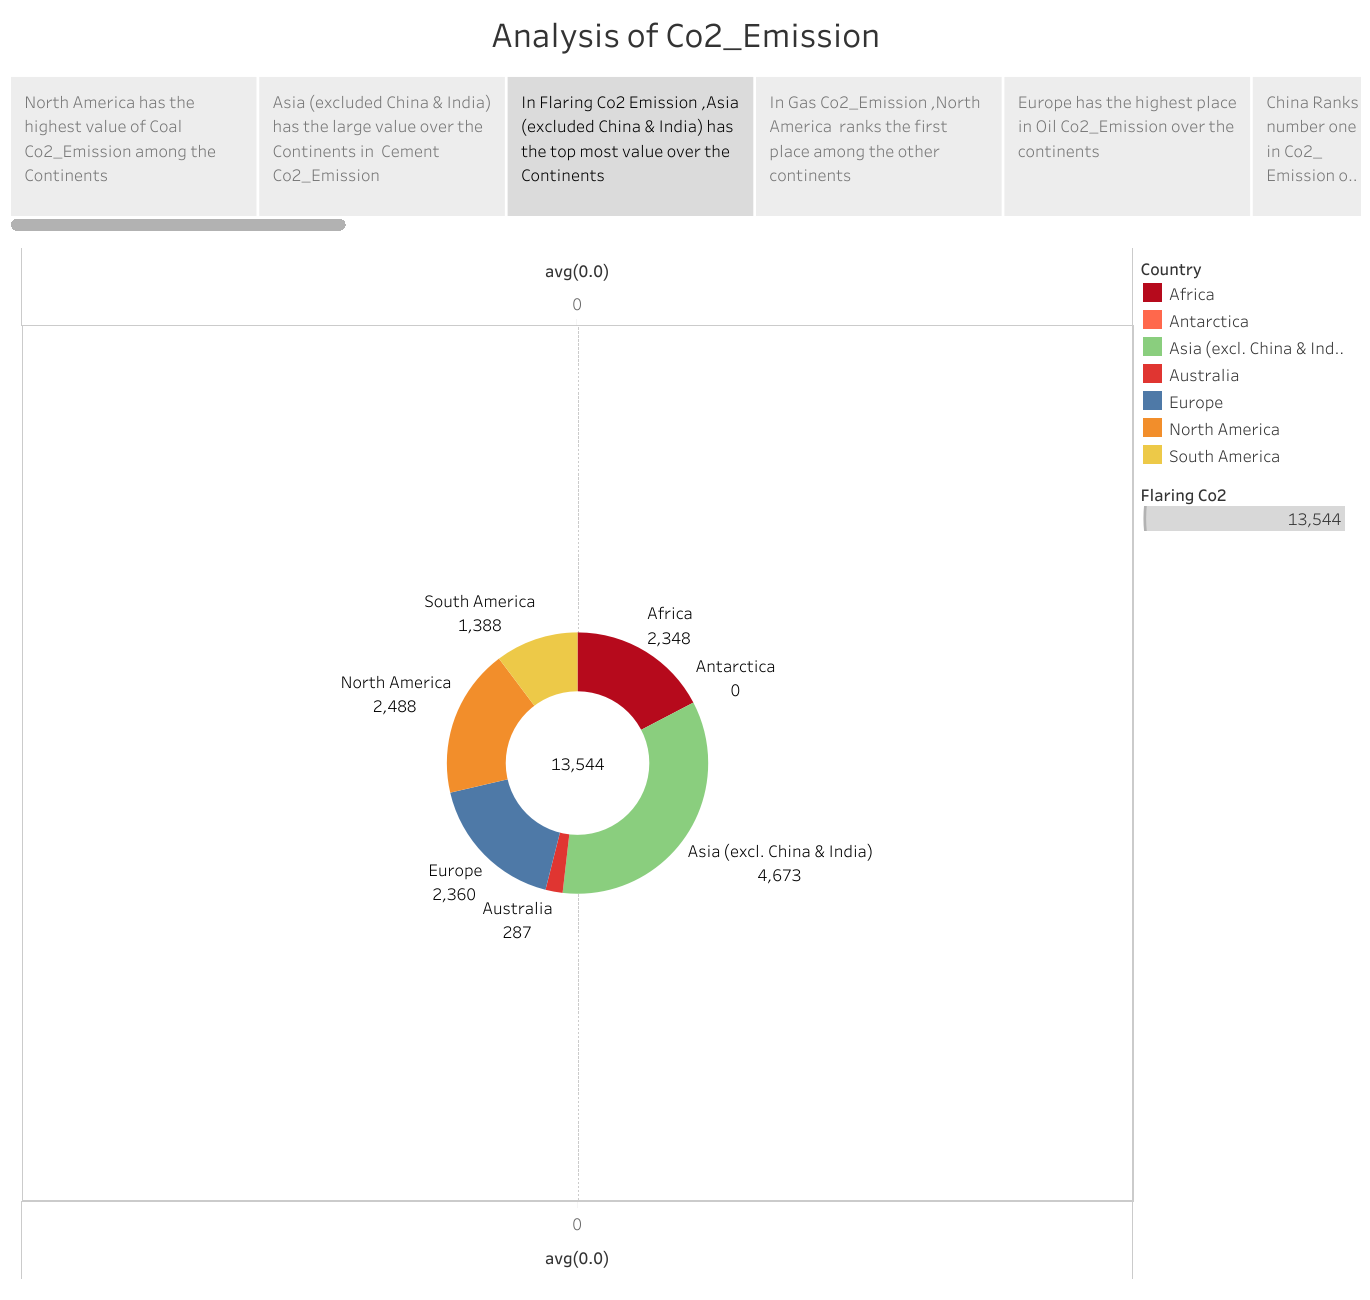 Analysis of Co2_Emission
North America has the
highest value of Coal
Co2_Emission among the
Continents
Asia (excluded China & India)
has the large value over the
Continents in  Cement
Co2_Emission
In Flaring Co2 Emission ,Asia
(excluded China & India) has
the top most value over the
Continents
In Gas Co2_Emission ,North
America  ranks the first
place among the other
continents
Europe has the highest place
in Oil Co2_Emission over the
continents
China Ranks
number one
in Co2_
Emission o..
avg(0.0)
0
Country
Africa
Antarctica
Asia (excl. China & Ind..
Australia
Europe
North America
South America
Flaring Co2
13,544
South America
1,388
Africa
2,348
Antarctica
0
North America
2,488
13,544
Asia (excl. China & India)
4,673
Europe
2,360
Australia
287
0
avg(0.0)